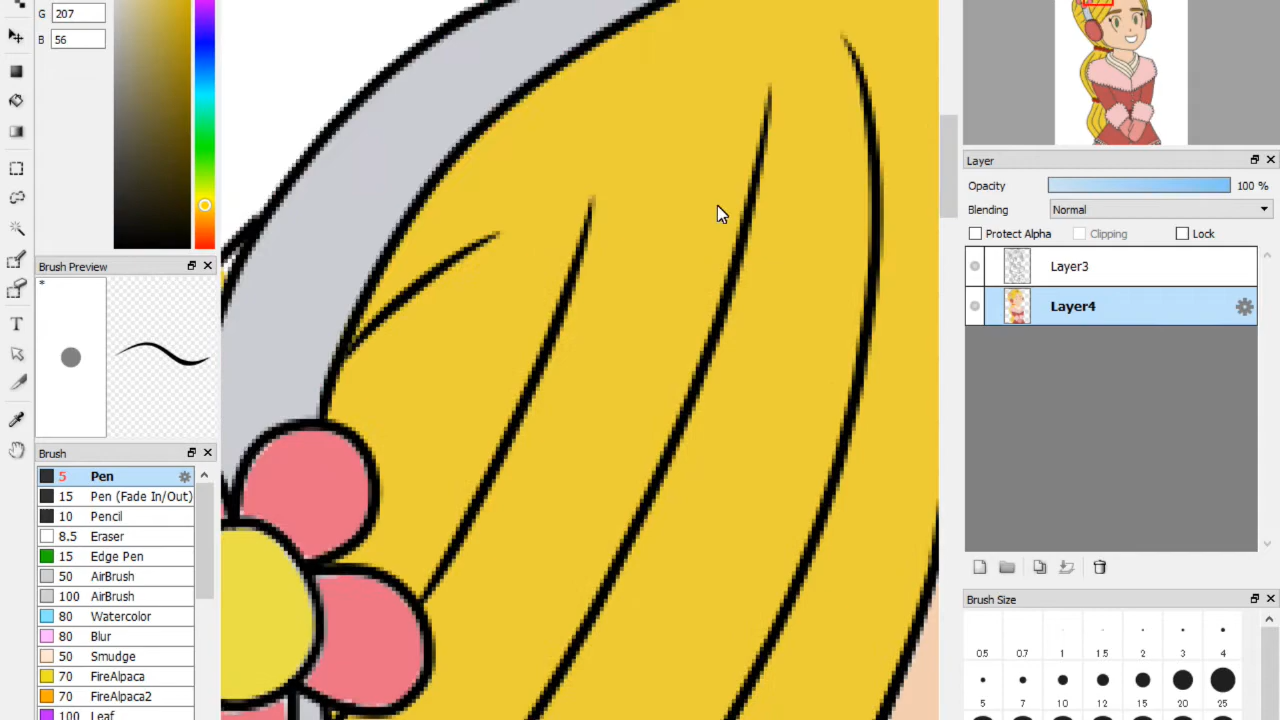 G 207
B 56
Brush Preview
*
Brush
5 Pen
15 Pen (Fade In/Out)
10 Pencil
8.5 Eraser
15 Edge Pen
50 AirBrush
100 AirBrush
80 Watercolor
80 Blur
50 Smudge
70 FireAlpaca
70 FireAlpaca2
100 Leaf
T
Layer
Opacity 100 %
Blending Normal
Protect Alpha Clipping Lock
Layer3
Layer4
Brush Size
0.5 0.7 1 1.5 2 3 4
5 7 10 12 15 20 25